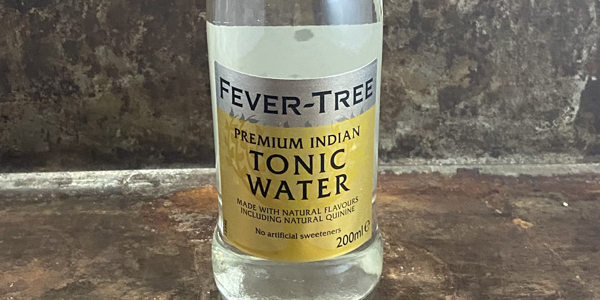 FEVER-TREE
PREMIUM INDIAN
TONIC
WATER
MADE WITH NATURAL FLAVOURS
INCLUDING NATURAL QUININE
No artificial sweeteners
200ml e